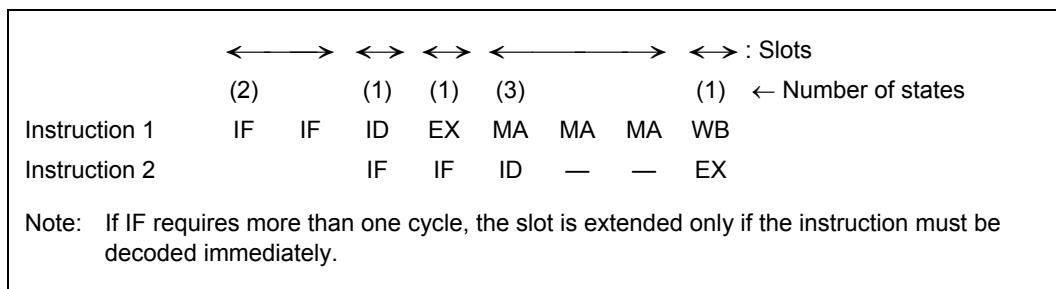 : Slots
(2) (1) (1) (3) (1) ← Number of states
Instruction 1 IF IF ID EX MA MA MA WB
Instruction 2 IF IF ID — — EX
Note: If IF requires more than one cycle, the slot is extended only if the instruction must be
decoded immediately.